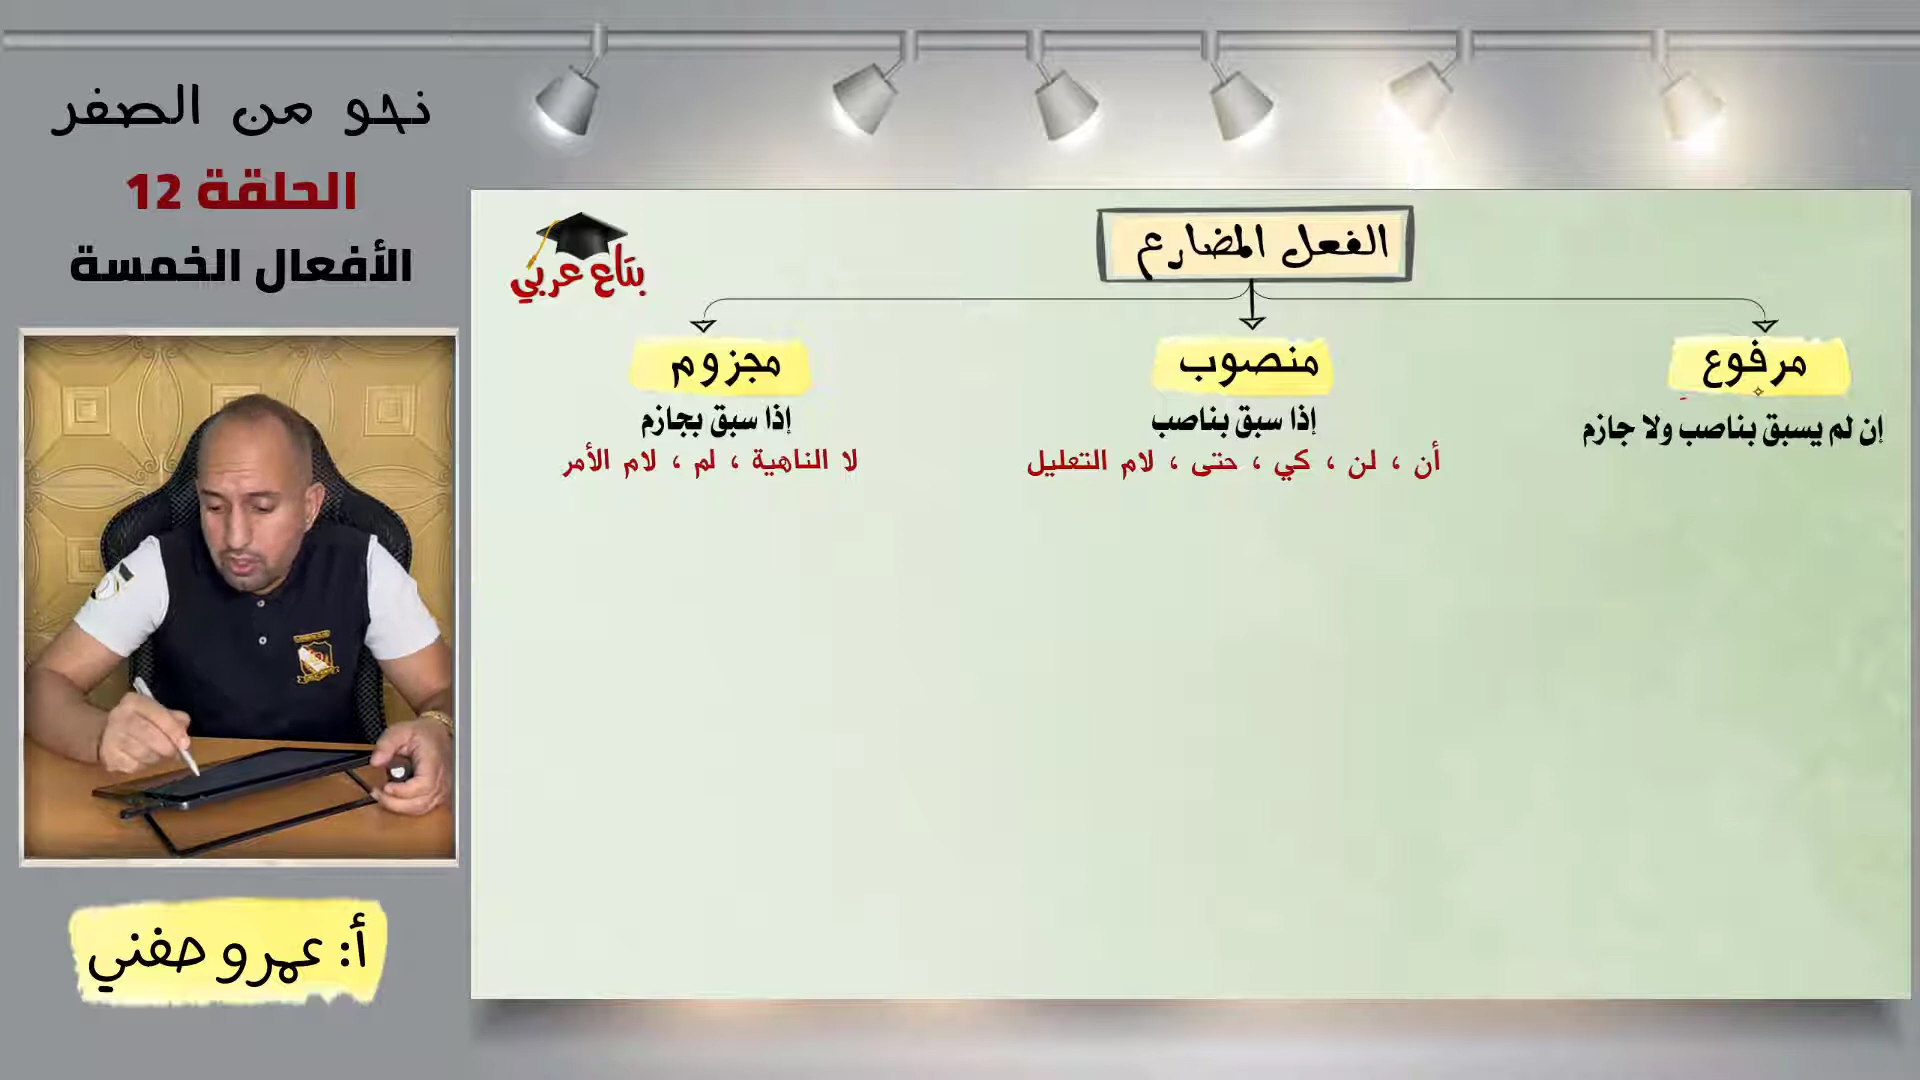 نحو من الصفر
الحلقة 12
الأفعال الخمسة
أ: عمرو حفني
بتاع عربي
الفعل المضارع
مرفوع
إن لم يسبق بناصب ولا جازم
منصوب
إذا سبق بناصب
أن ، لن ، كي ، حتى ، لام التعليل
مجزوم
إذا سبق بجازم
لا الناهية ، لم ، لام الأمر